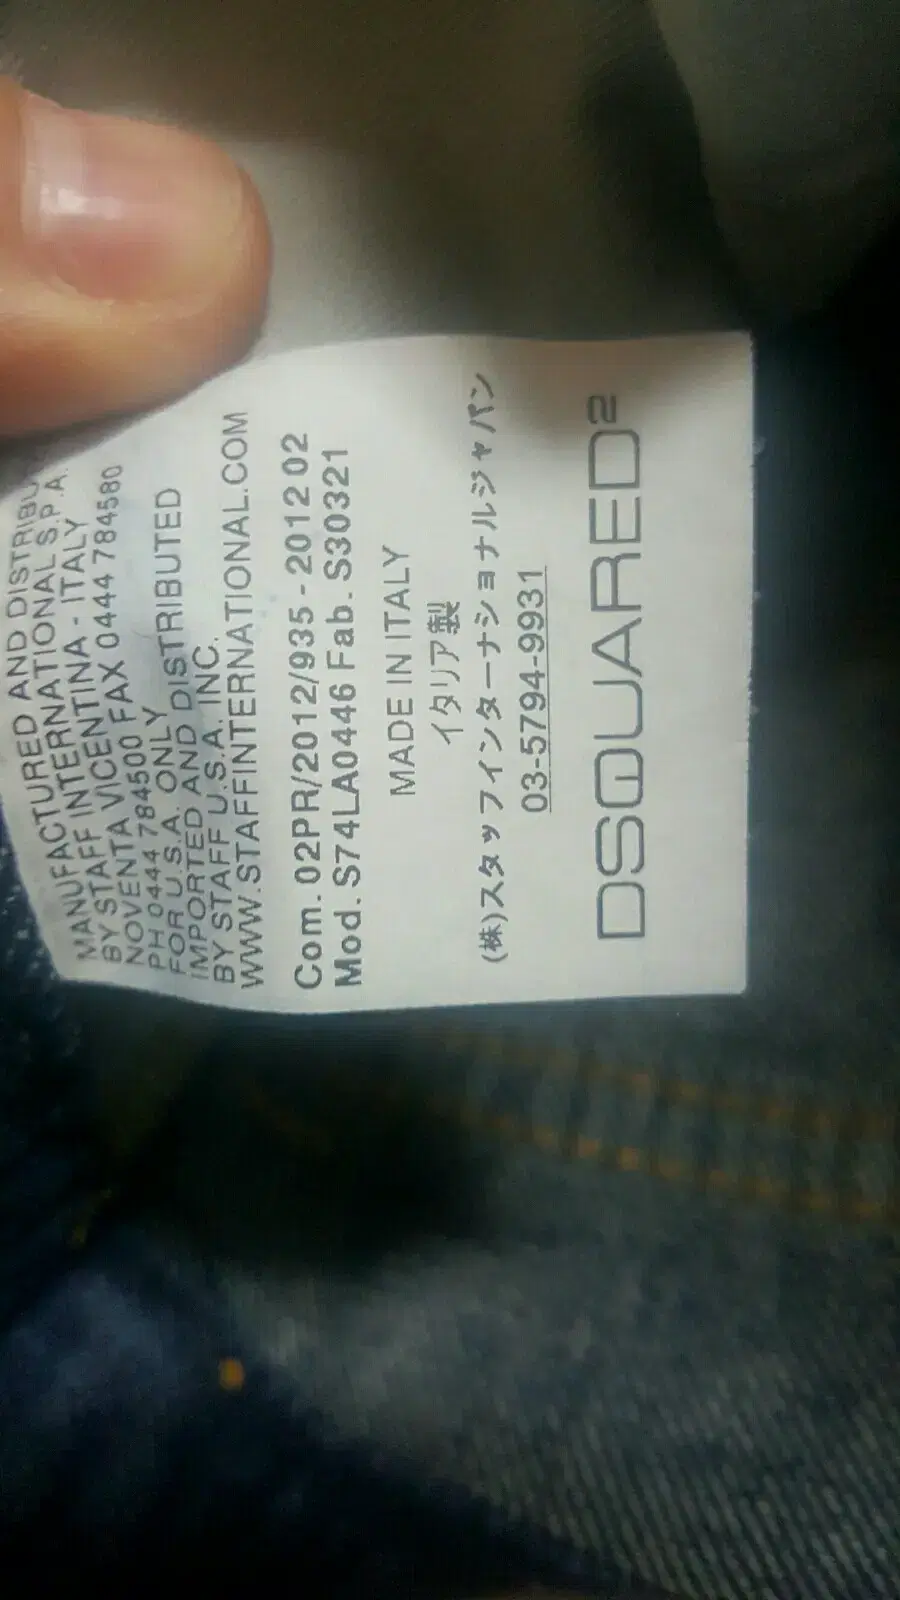 MANUFACTURED AND DISTRIBU
BY STAFF INTERNATIONAL S.P.A.
NOVENTA VICENTINA - ITALY
PH 0444 784500 FAX 0444 784580
FOR U.S.A. ONLY
IMPORTED AND DISTRIBUTED
BY STAFF U.S.A. INC.
WWW.STAFFINTERNATIONAL.COM
Com. 02PR/2012/935 - 2012 02
Mod. S74LA0446 Fab. S30321
MADE IN ITALY
イタリア製
(株)スタッフインターナショナルジャパン
03-5794-9931
DSQUARED2